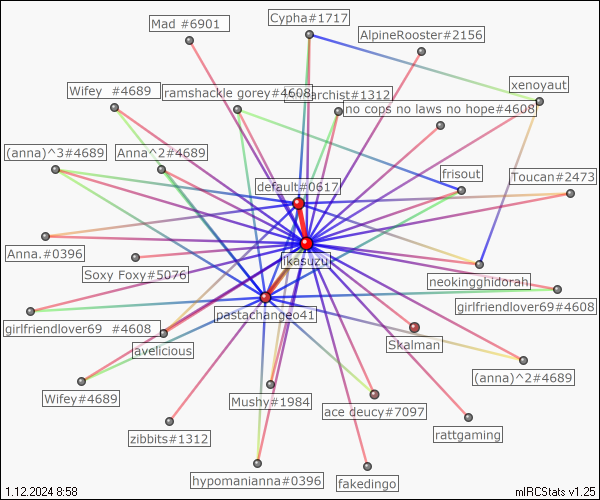 Cypha#1717
Mad #6901
AlpineRooster#2156
xenoyaut
Wifey  #4689
ramshackle gorey#4608
archist#1312
no cops no laws no hope#4608
(anna)^3#4689
Anna^2#4689
frisout
Toucan#2473
default#0617
Anna.#0396
Ikasuzuk
Soxy Foxy#5076
neokingghidorah
girlfriendlover69#4608
pastachangeo41
girlfriendlover69  #4608
avelicious
Skalman
(anna)^2#4689
Wifey#4689
Mushy#1984
ace deucy#7097
zibbits#1312
rattgaming
hypomanianna#0396
fakedingo
1.12.2024 8:58
mIRCStats v1.25